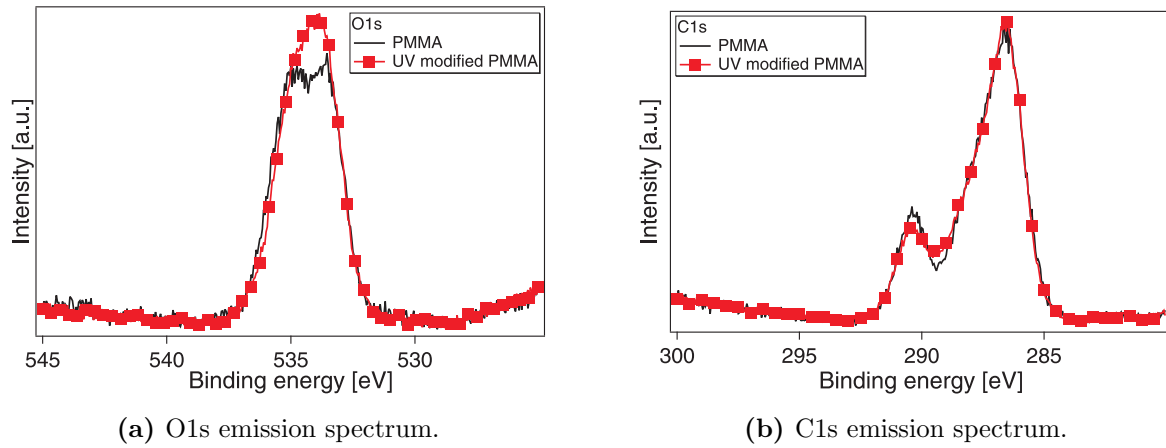 O1s
PMMA
UV modified PMMA
Intensity [a.u.]
545
540
535
530
Binding energy [eV]
(a) O1s emission spectrum.
C1s
PMMA
UV modified PMMA
Intensity [a.u.]
300
295
290
285
Binding energy [eV]
(b) C1s emission spectrum.